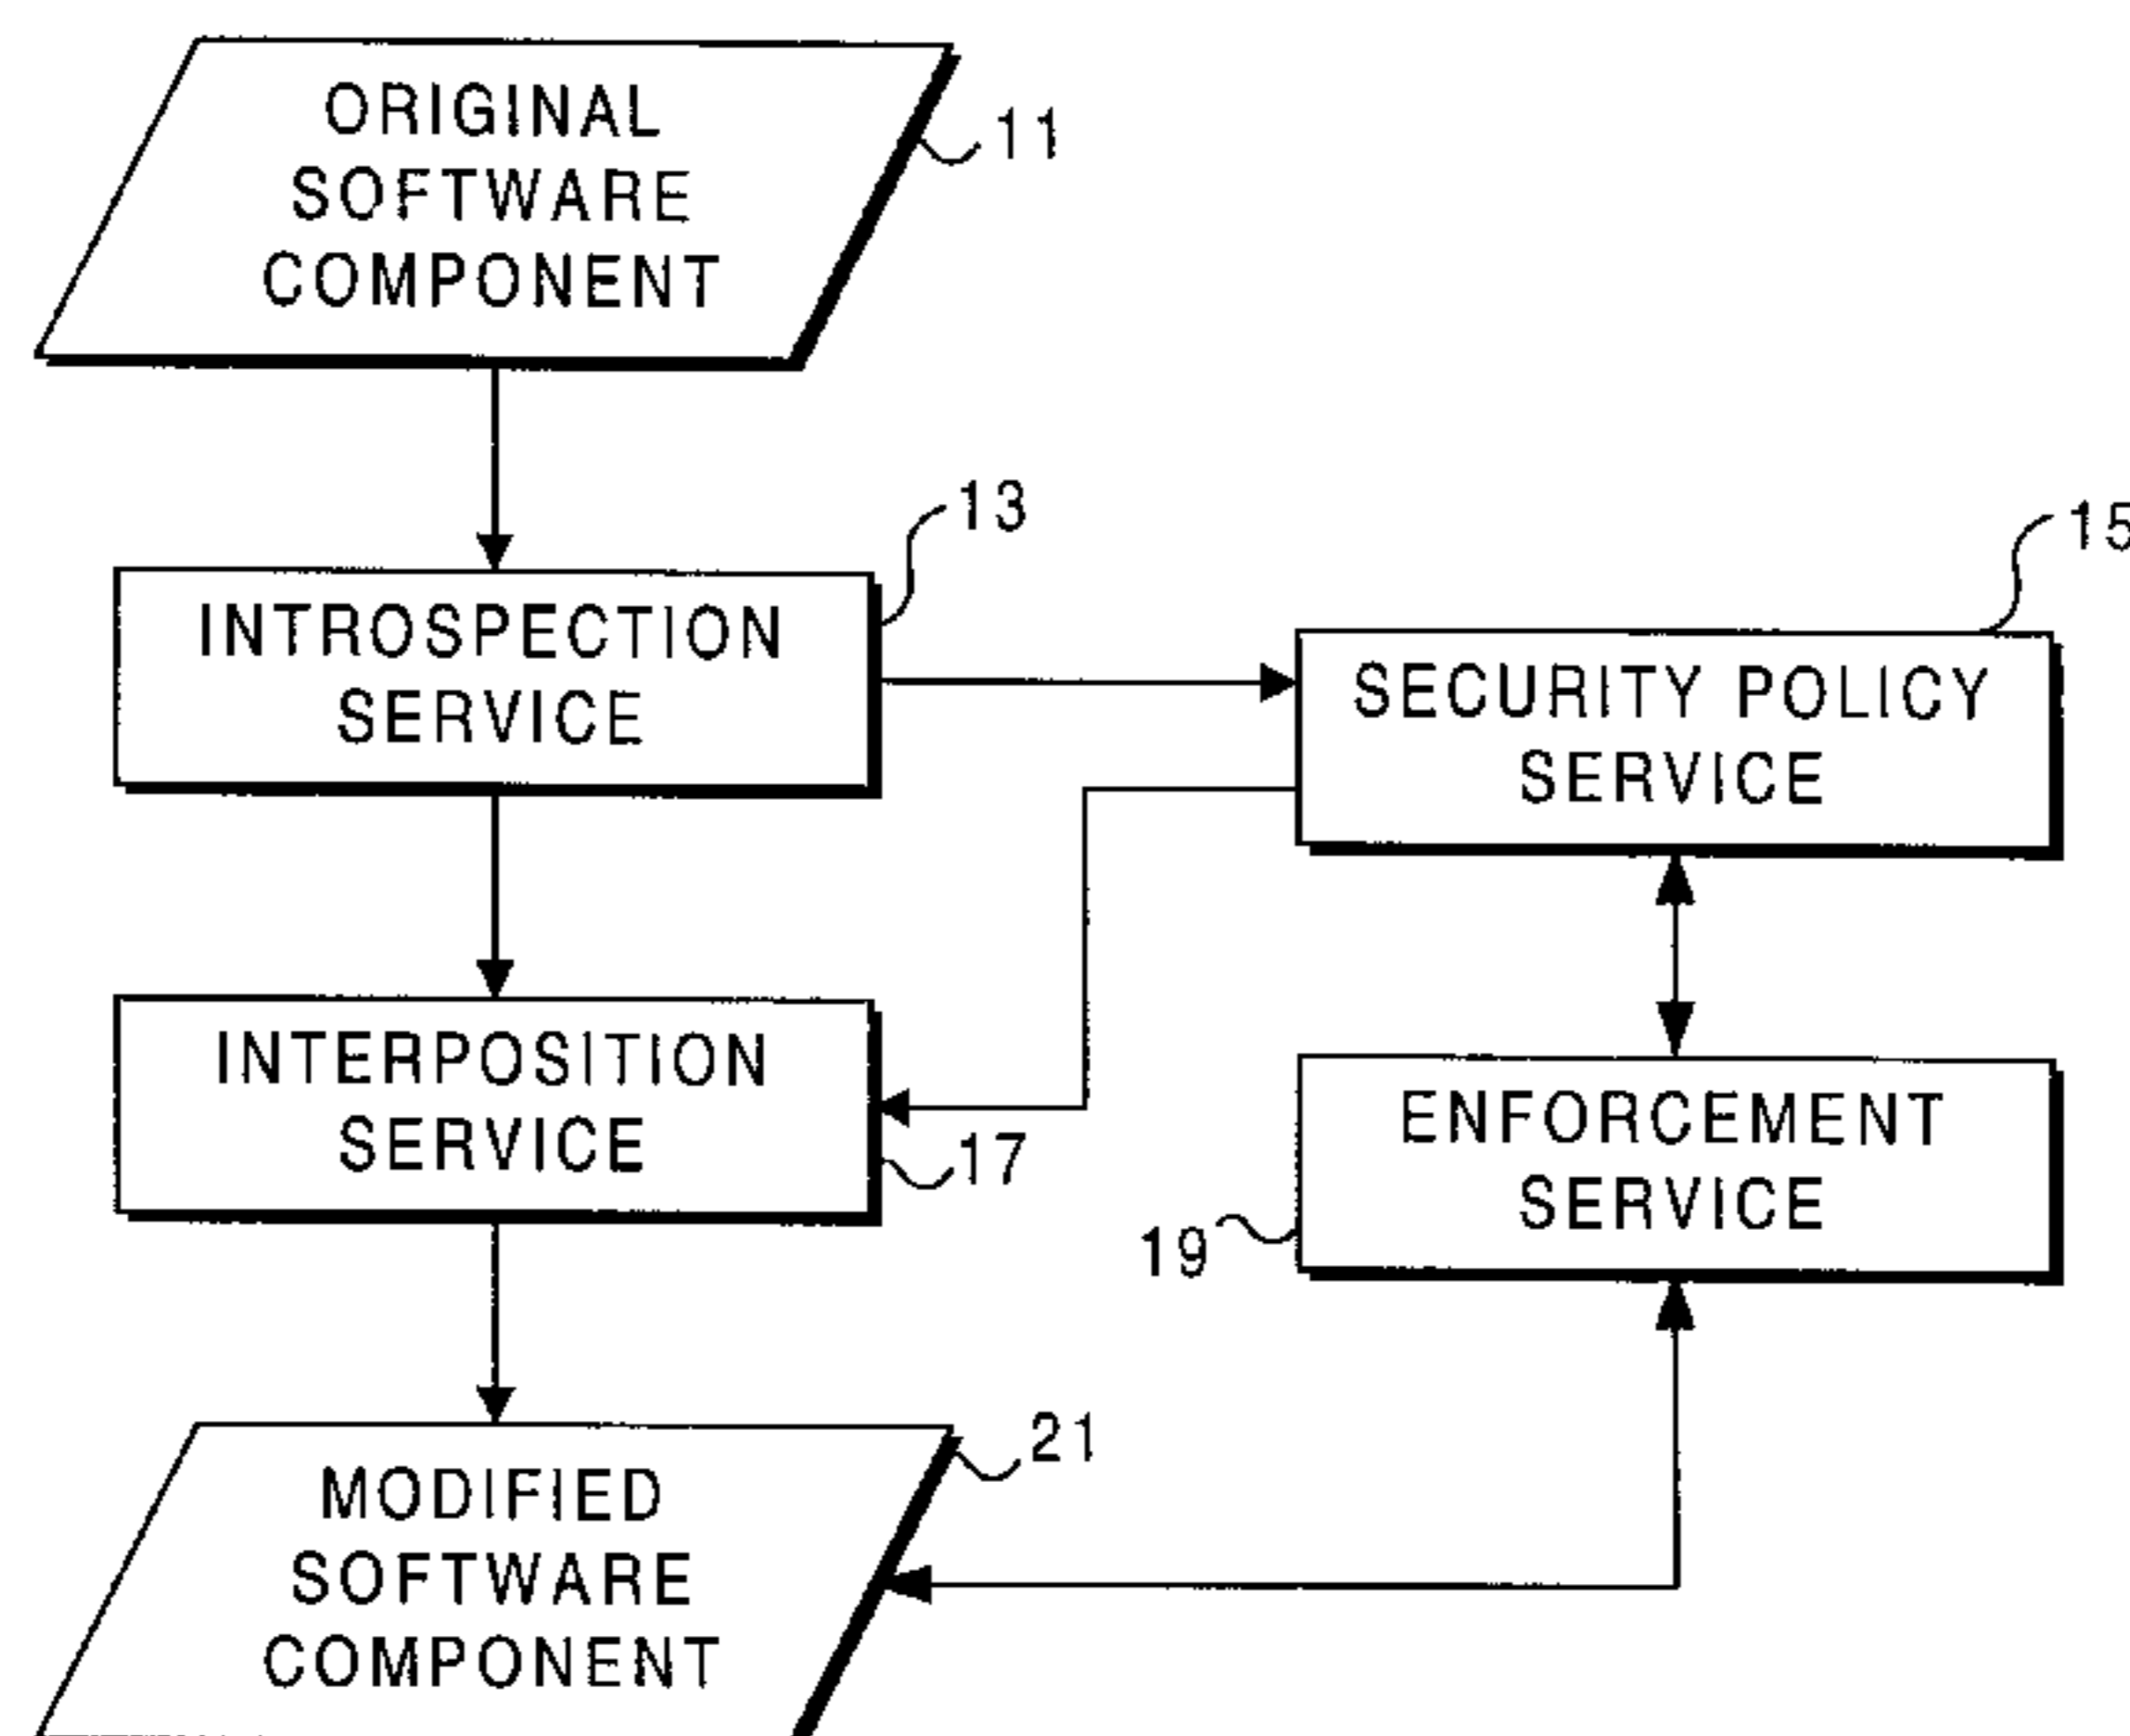 ORIGINAL
SOFTWARE
COMPONENT
11
INTROSPECTION
SERVICE
13
SECURITY POLICY
SERVICE
15
INTERPOSITION
SERVICE
17
ENFORCEMENT
SERVICE
19
MODIFIED
SOFTWARE
COMPONENT
21